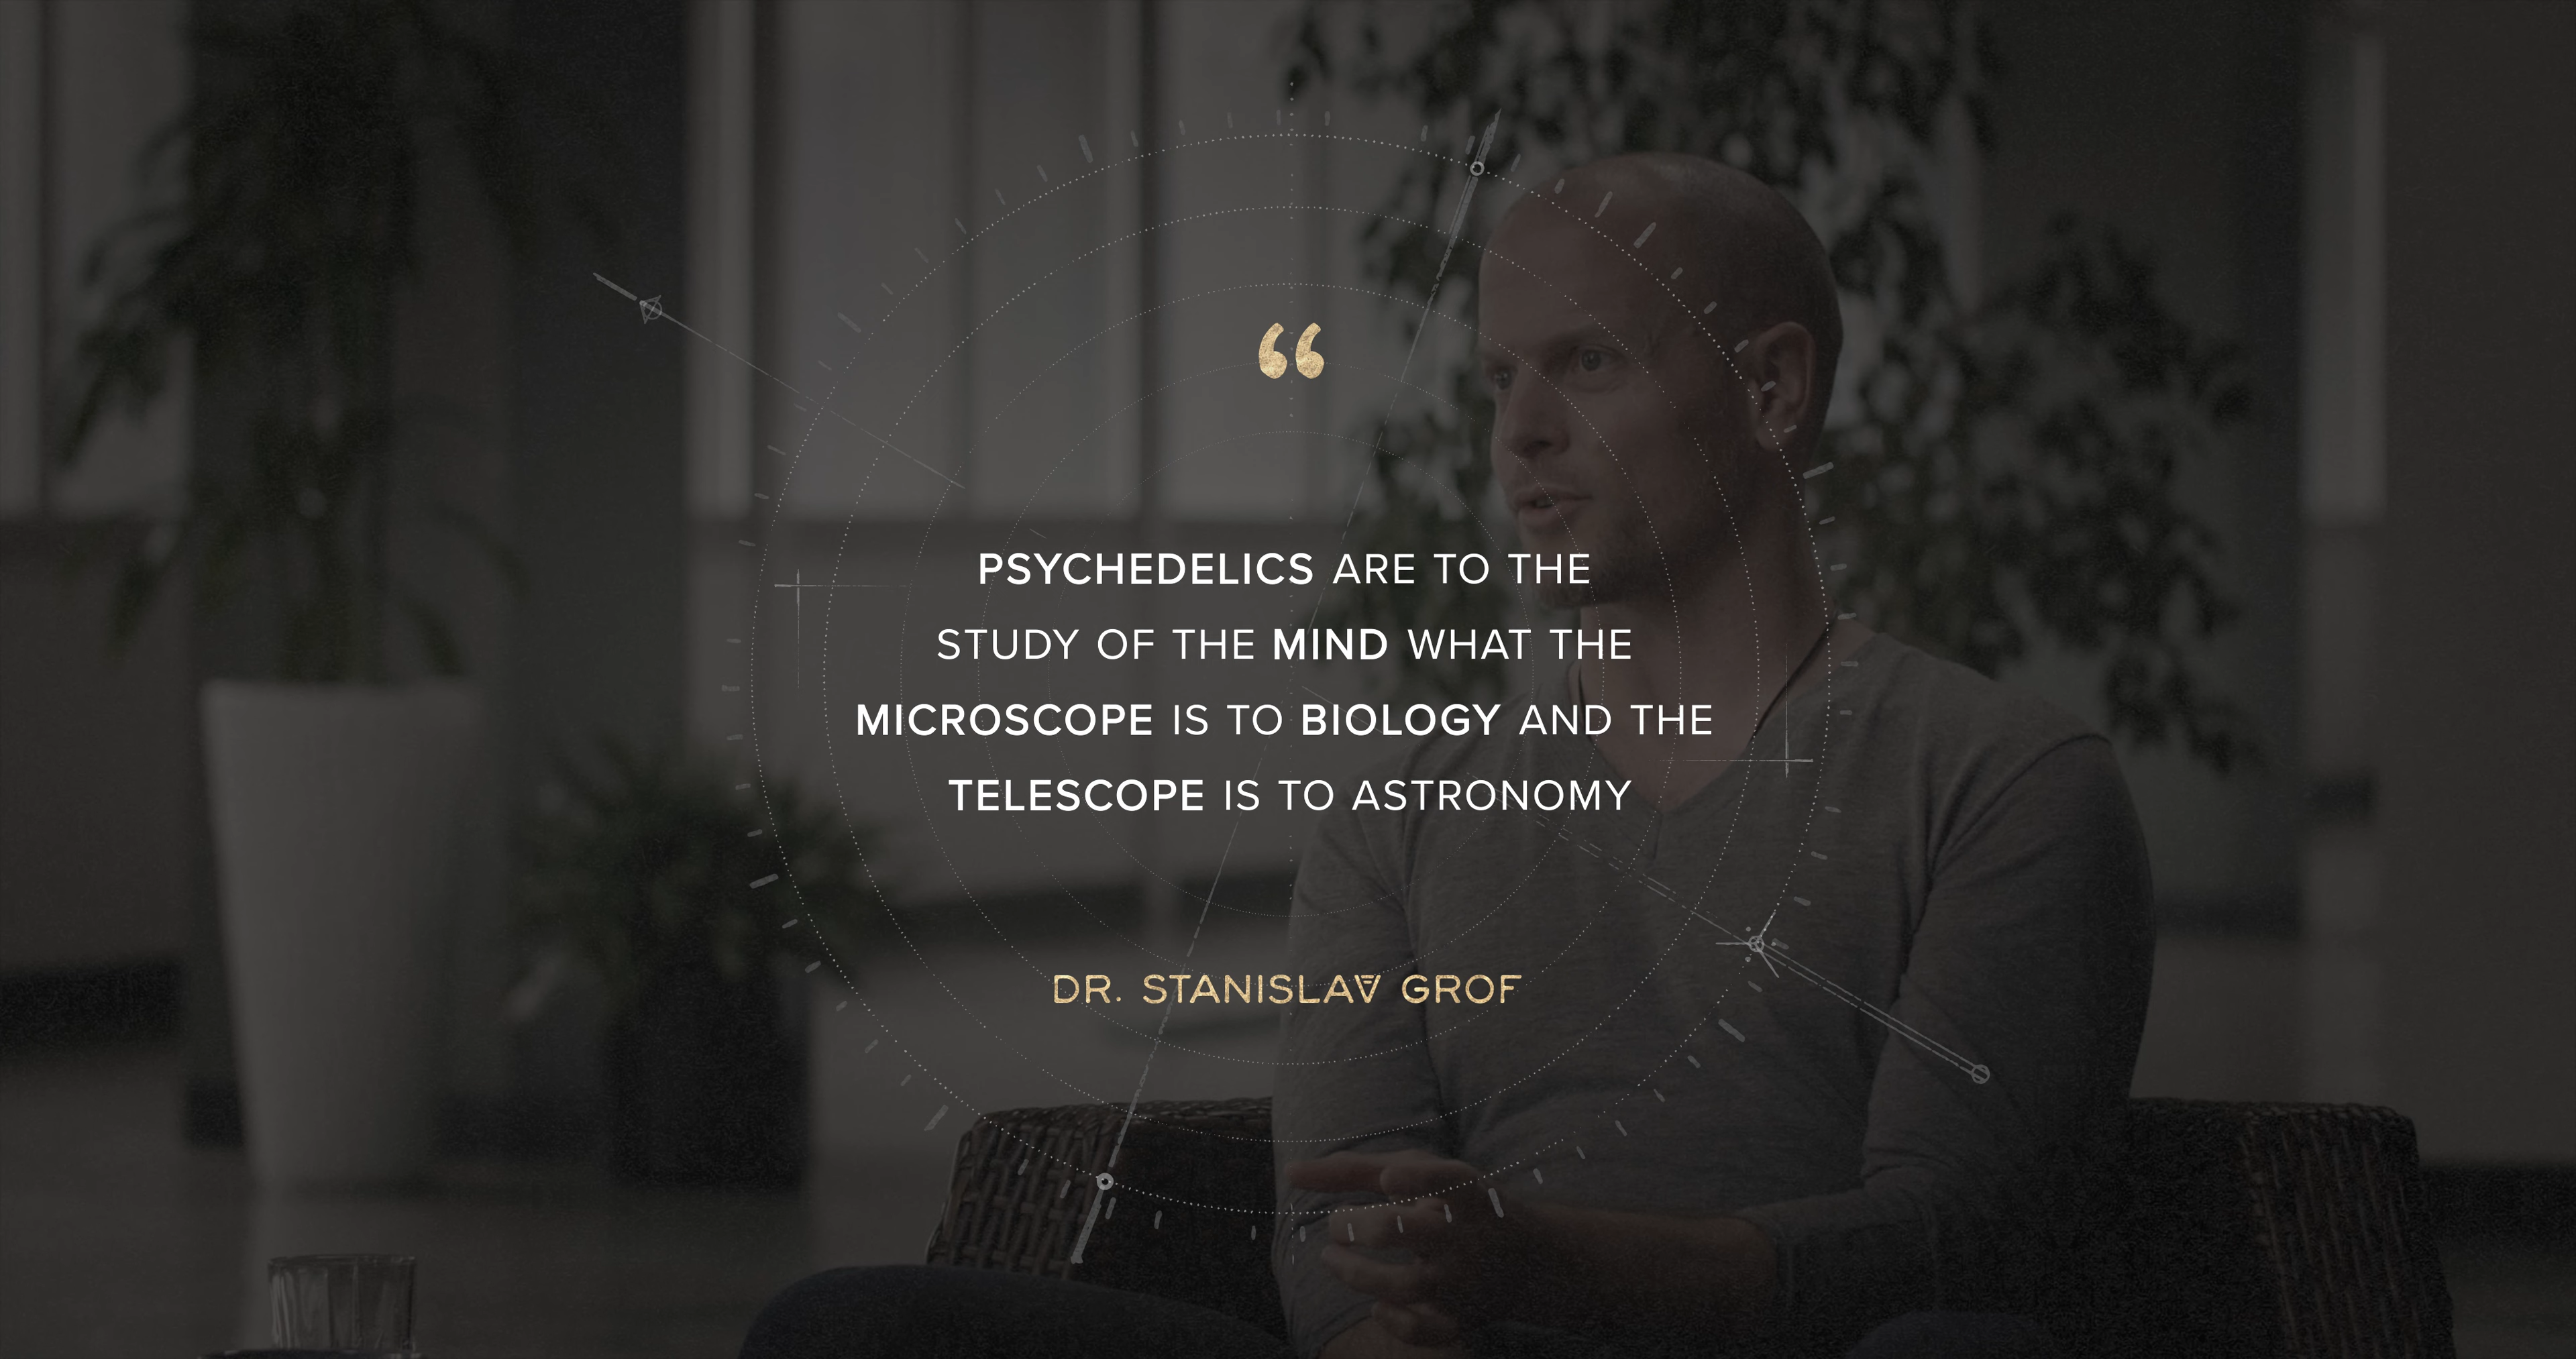 “
PSYCHEDELICS ARE TO THE
STUDY OF THE MIND WHAT THE
MICROSCOPE IS TO BIOLOGY AND THE
TELESCOPE IS TO ASTRONOMY
DR. STANISLAV GROF